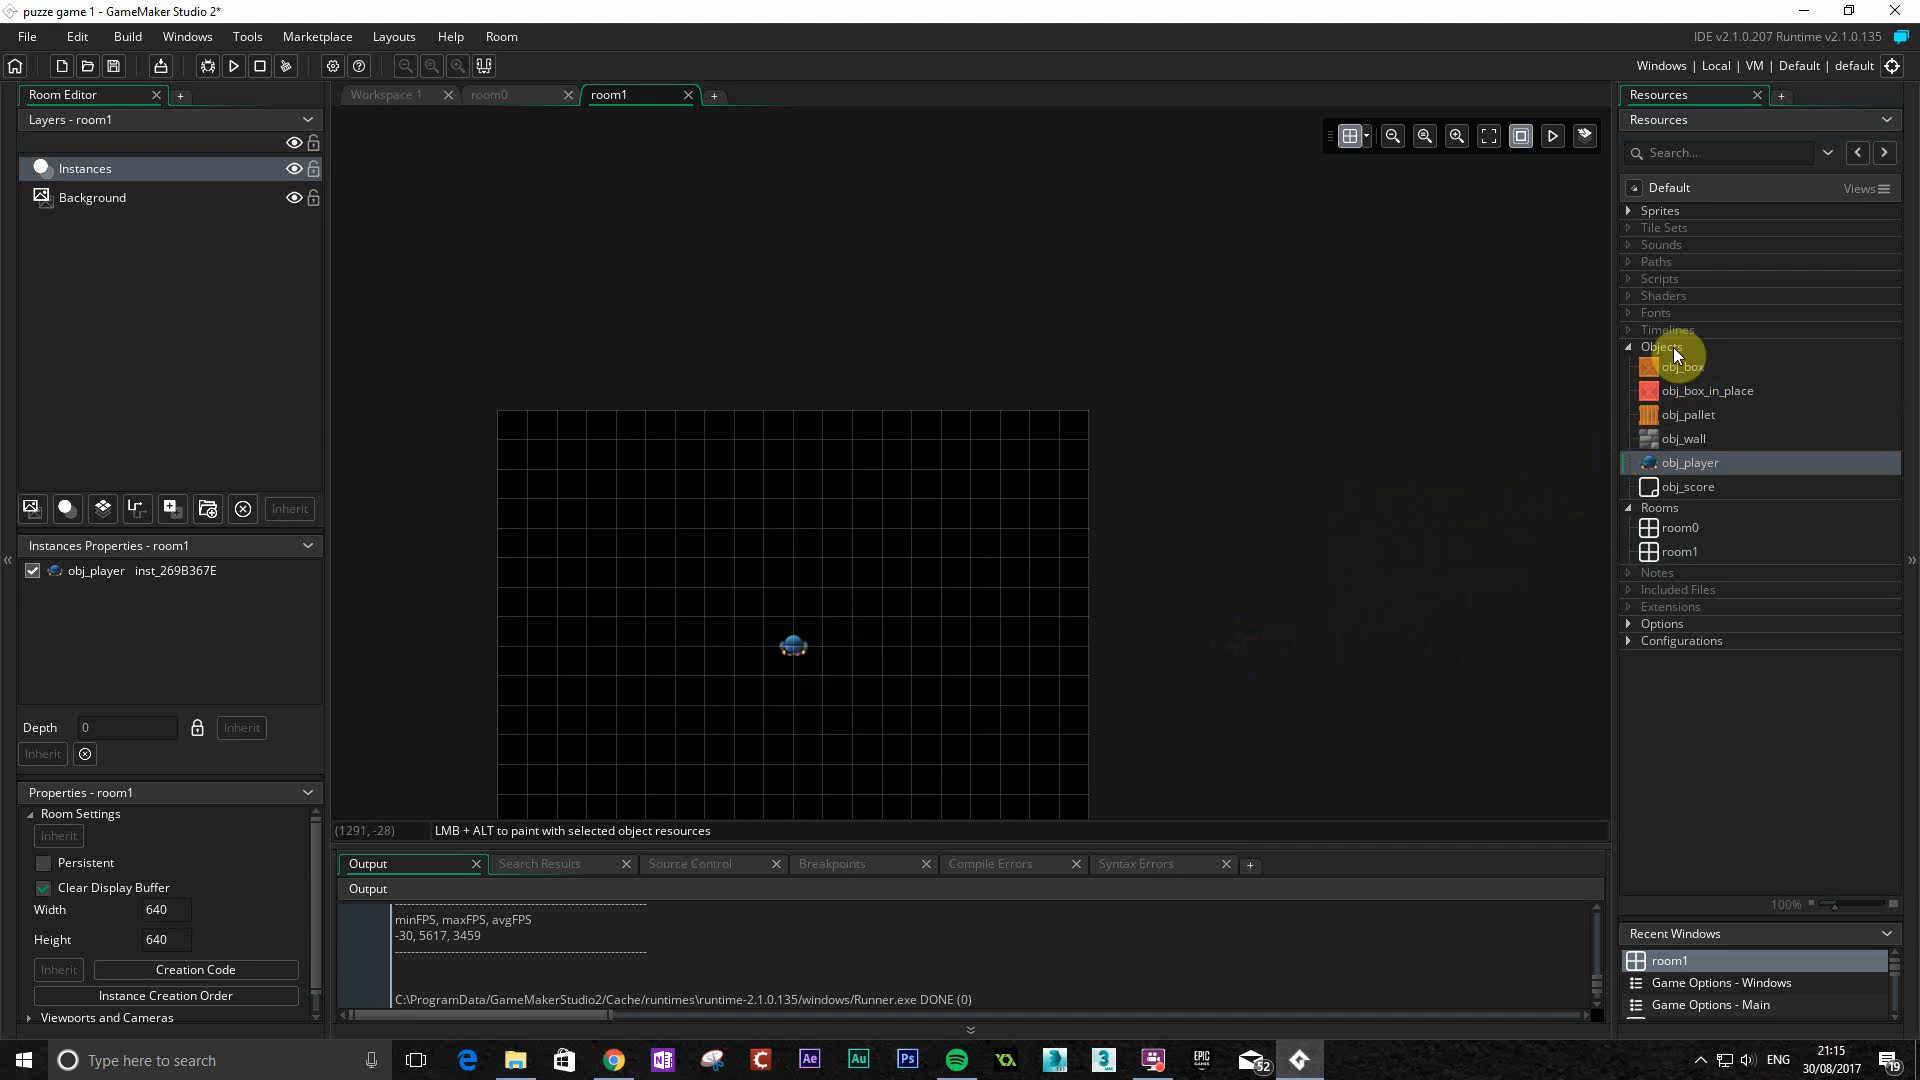 puzze game 1 - GameMaker Studio 2*
File Edit Build Windows Tools Marketplace Layouts Help Room
IDE v2.1.0.207 Runtime v2.1.0.135
Windows | Local | VM | Default | default
Room Editor
Layers - room1
Instances
Background
Inherit
Instances Properties - room1
obj_player inst_269B367E
Depth 0 Inherit
Inherit
Properties - room1
Room Settings
Inherit
Persistent
Clear Display Buffer
Width 640
Height 640
Inherit Creation Code
Instance Creation Order
Viewports and Cameras
Workspace 1 room0 room1
(1291, -28) LMB + ALT to paint with selected object resources
Output Search Results Source Control Breakpoints Compile Errors Syntax Errors
Output
minFPS, maxFPS, avgFPS
-30, 5617, 3459
C:\ProgramData/GameMakerStudio2/Cache/runtimes\runtime-2.1.0.135/windows/Runner.exe DONE (0)
Resources
Resources
Search...
Default Views
Sprites
Tile Sets
Sounds
Paths
Scripts
Shaders
Fonts
Timelines
Objects
obj_box
obj_box_in_place
obj_pallet
obj_wall
obj_player
obj_score
Rooms
room0
room1
Notes
Included Files
Extensions
Options
Configurations
100%
Recent Windows
room1
Game Options - Windows
Game Options - Main
Type here to search
Ae
Au
Ps
EPIC
GAMES
52
ENG
21:15
30/08/2017
19